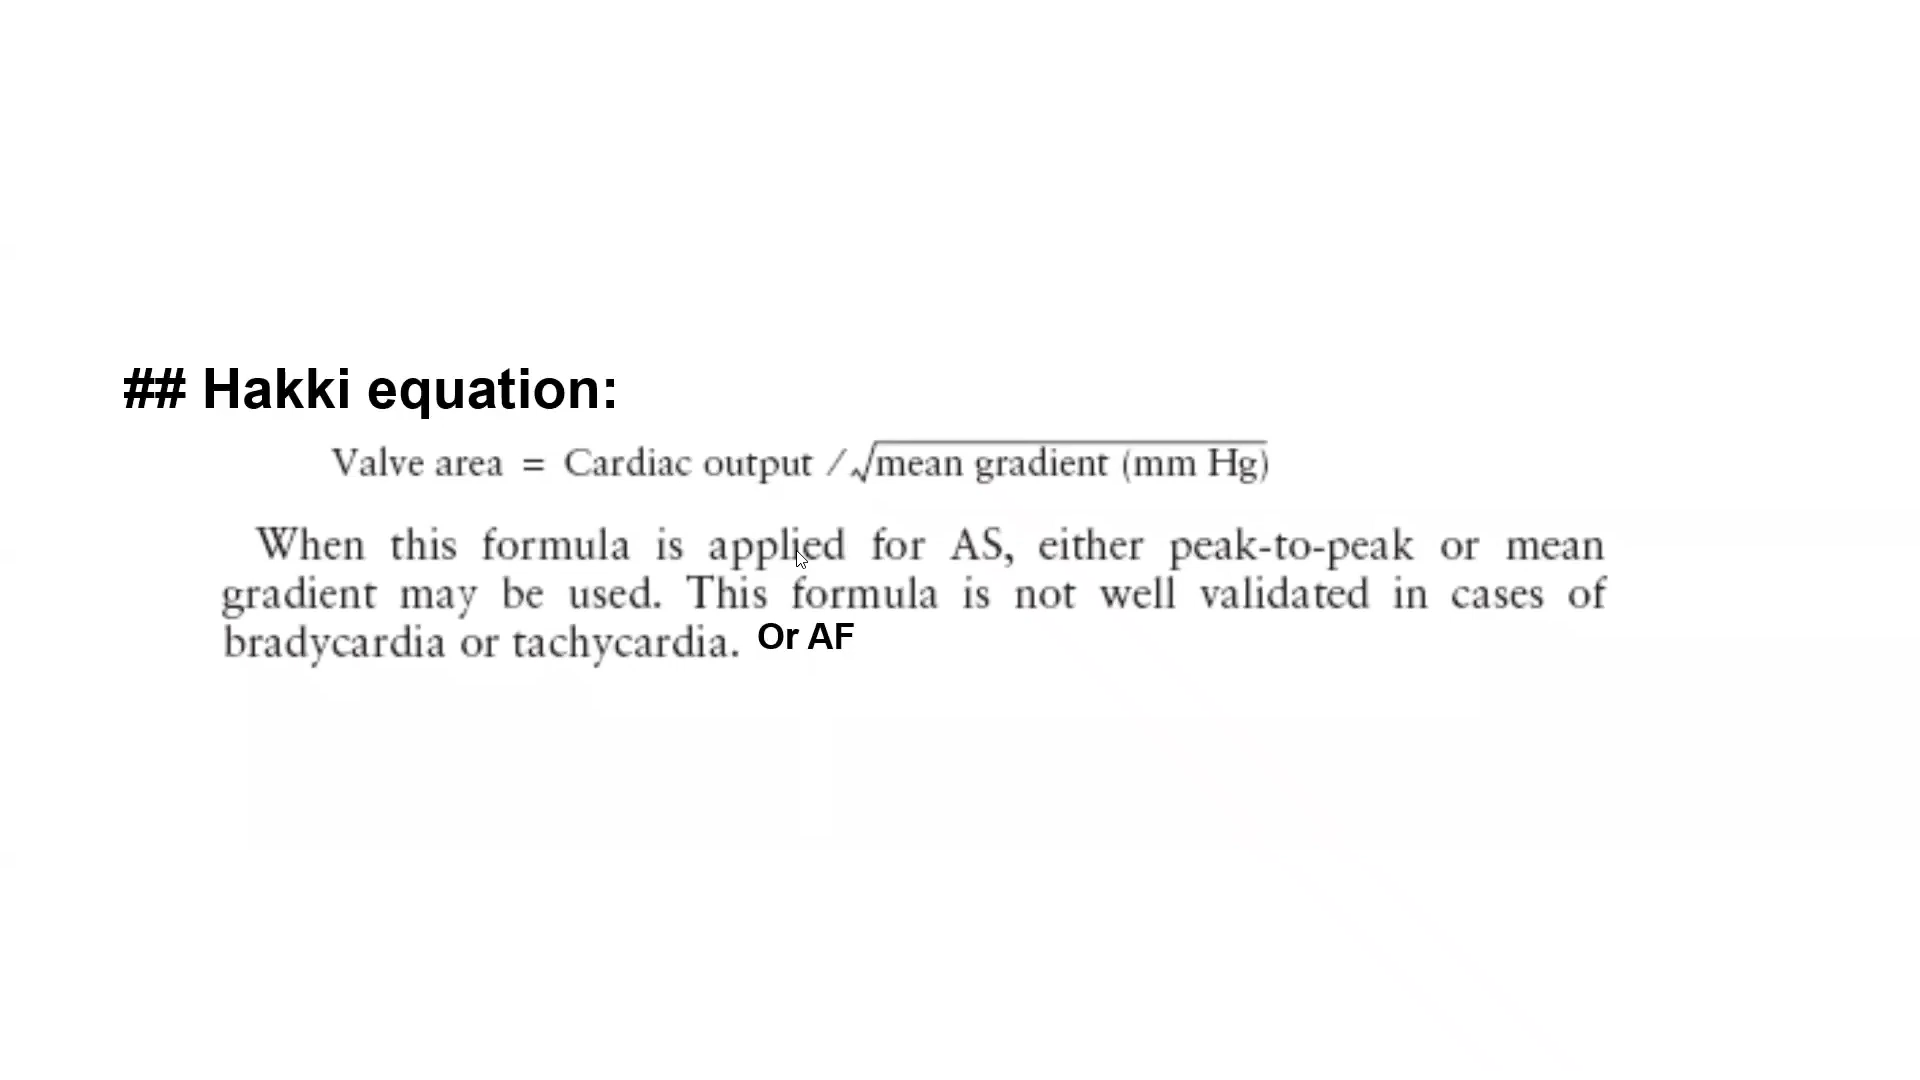 ## Hakki equation:
Valve area = Cardiac output /√mean gradient (mm Hg)
When this formula is applied for AS, either peak-to-peak or mean
gradient may be used. This formula is not well validated in cases of
bradycardia or tachycardia. Or AF